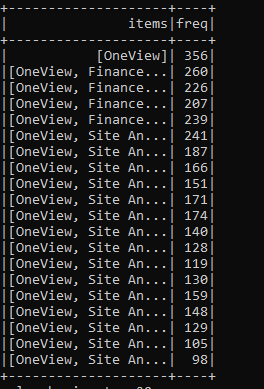 +--------------------+----+
|               items|freq|
+--------------------+----+
|           [OneView]| 356|
|[OneView, Finance...| 260|
|[OneView, Finance...| 226|
|[OneView, Finance...| 207|
|[OneView, Finance...| 239|
|[OneView, Site An...| 241|
|[OneView, Site An...| 187|
|[OneView, Site An...| 166|
|[OneView, Site An...| 151|
|[OneView, Site An...| 171|
|[OneView, Site An...| 174|
|[OneView, Site An...| 140|
|[OneView, Site An...| 128|
|[OneView, Site An...| 119|
|[OneView, Site An...| 130|
|[OneView, Site An...| 159|
|[OneView, Site An...| 148|
|[OneView, Site An...| 129|
|[OneView, Site An...| 105|
|[OneView, Site An...|  98|
+--------------------+----+